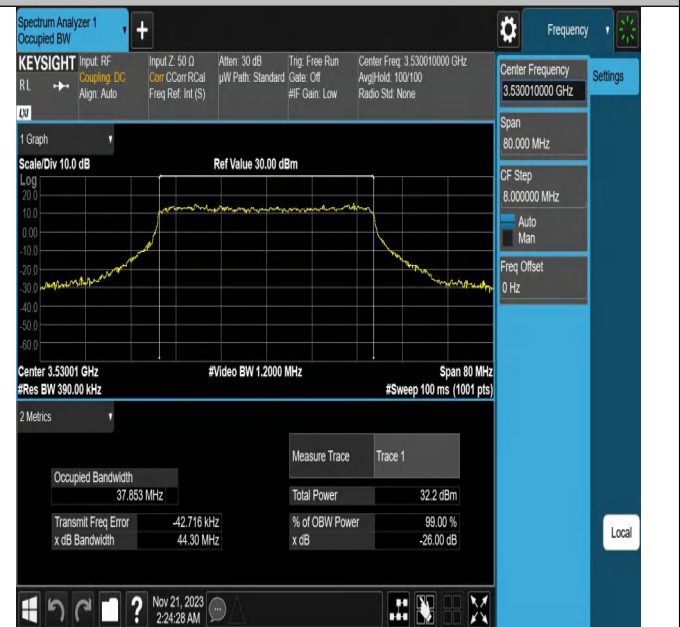 Spectrum Analyzer 1
Occupied BW
+
Frequency
KEYSIGHT
R L
LXI
Input: RF
Coupling: DC
Align: Auto
Input Z: 50 Ω
Corr CCorr RCal
Freq Ref: Int (S)
Atten: 30 dB
µW Path: Standard
Trig: Free Run
Gate: Off
#IF Gain: Low
Center Freq: 3.530010000 GHz
Avg|Hold: 100/100
Radio Std: None
Center Frequency
3.530010000 GHz
Settings
Span
80.000 MHz
CF Step
8.000000 MHz
Auto
Man
Freq Offset
0 Hz
1 Graph
Scale/Div 10.0 dB
Ref Value 30.00 dBm
Log
20.0
10.0
0.00
-10.0
-20.0
-30.0
-40.0
-50.0
-60.0
Center 3.53001 GHz
#Video BW 1.2000 MHz
Span 80 MHz
#Res BW 390.00 kHz
#Sweep 100 ms (1001 pts)
2 Metrics
Measure Trace Trace 1
Occupied Bandwidth
37.853 MHz
Total Power 32.2 dBm
Transmit Freq Error -42.716 kHz
% of OBW Power 99.00 %
x dB Bandwidth 44.30 MHz
x dB -26.00 dB
Local
?
Nov 21, 2023
2:24:28 AM